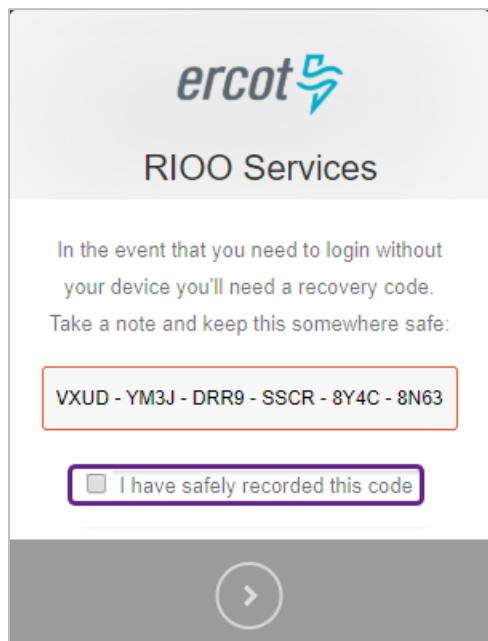 ercot
RIOO Services
In the event that you need to login without
your device you'll need a recovery code.
Take a note and keep this somewhere safe:
VXUD - YM3J - DRR9 - SSCR - 8Y4C - 8N63
I have safely recorded this code